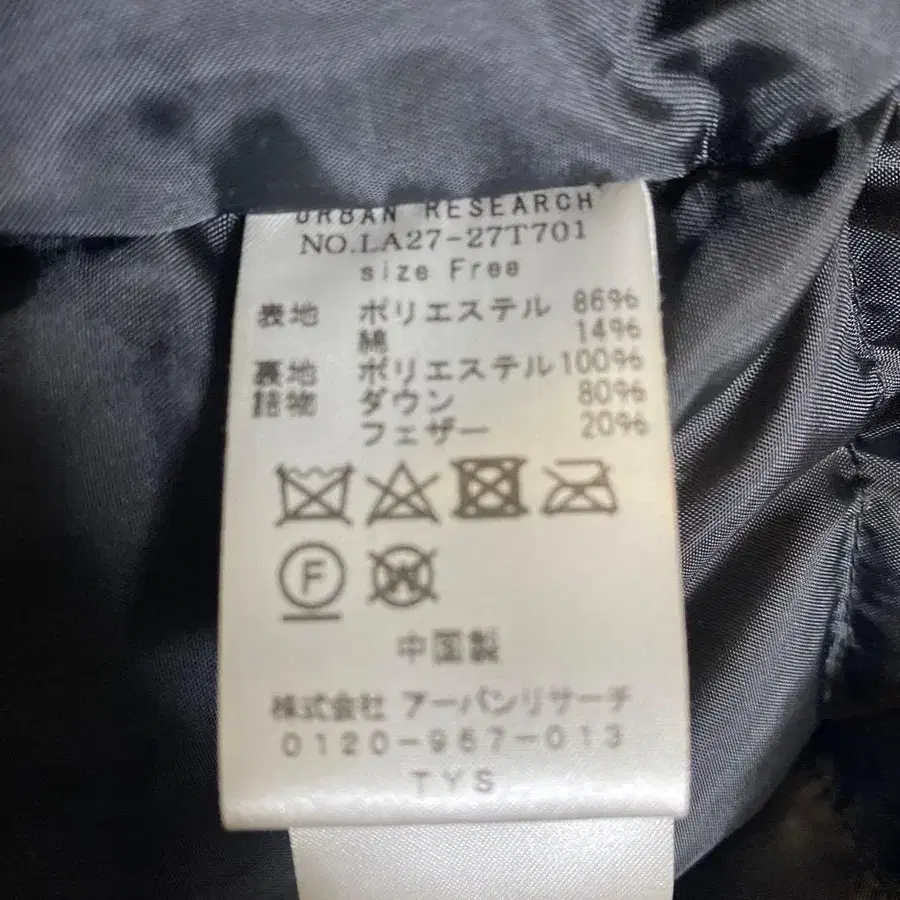 URBAN RESEARCH
NO.LA27-27T701
size Free
表地 ポリエステル 86%
綿 14%
裏地 ポリエステル 100%
詰物 ダウン 80%
フェザー 20%
F
W
中国製
株式会社 アーバンリサーチ
0120-967-013
TYS